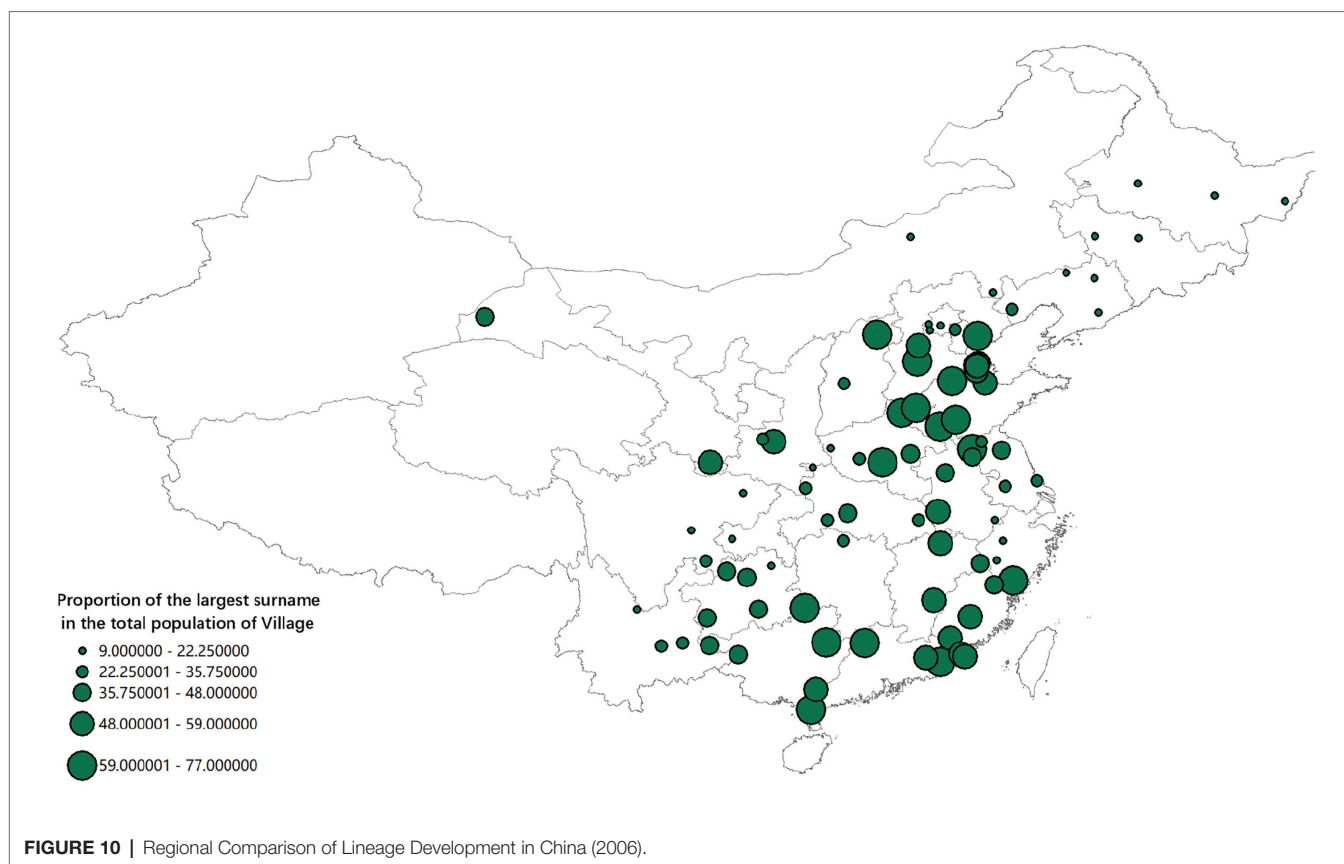 Proportion of the largest surname
in the total population of Village
9.000000 - 22.250000
22.250001 - 35.750000
35.750001 - 48.000000
48.000001 - 59.000000
59.000001 - 77.000000
FIGURE 10 | Regional Comparison of Lineage Development in China (2006).